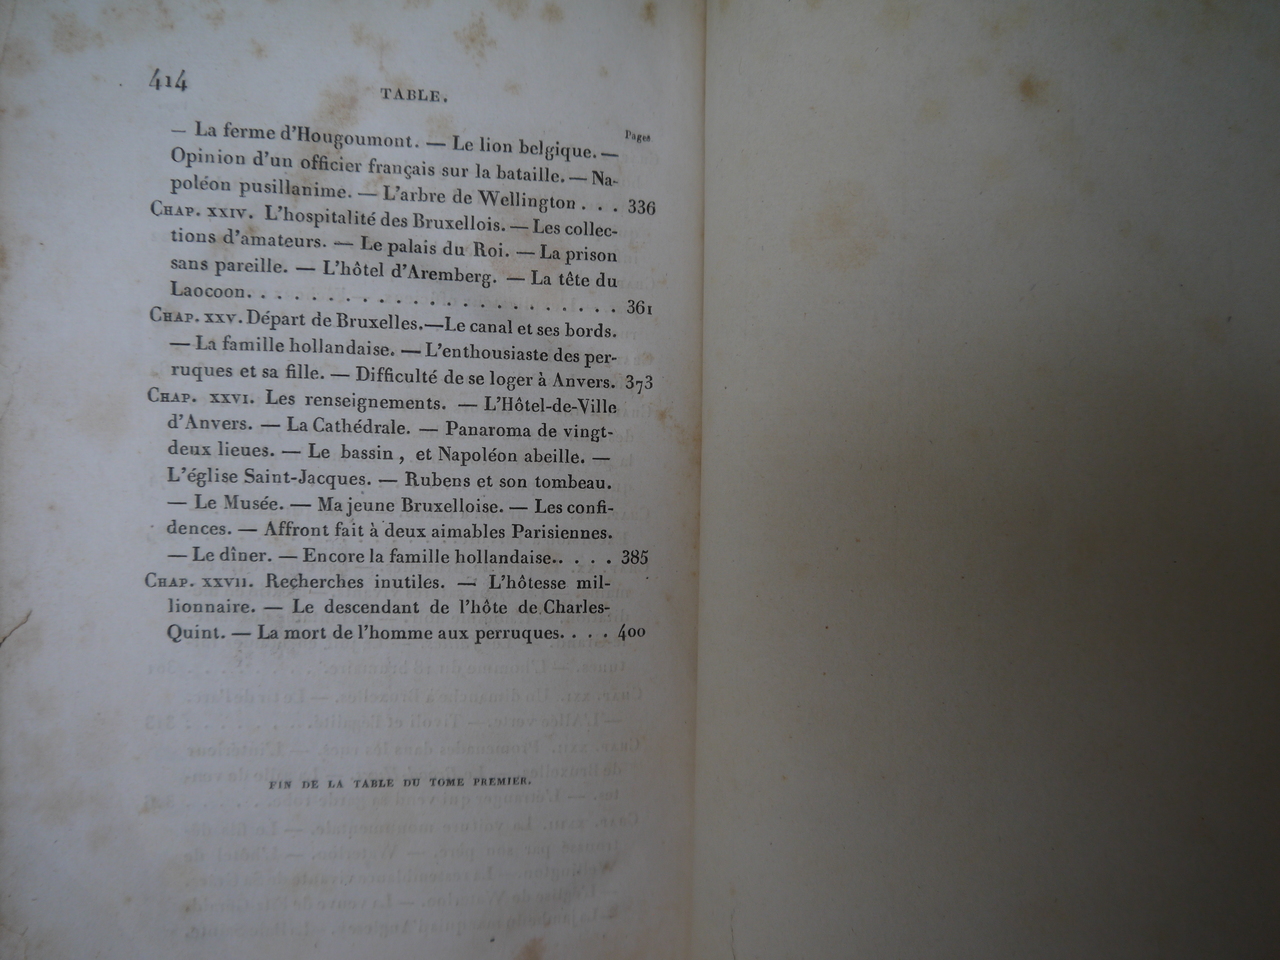 414
TABLE.
Pages
— La ferme d'Hougoumont. — Le lion belgique. —
Opinion d'un officier français sur la bataille. — Na-
poléon pusillanime. — L'arbre de Wellington . . . 336
CHAP. XXIV. L'hospitalité des Bruxellois. — Les collec-
tions d'amateurs. — Le palais du Roi. — La prison
sans pareille. — L'hôtel d'Aremberg. — La tête du
Laocoon. . . . . . . . . . . . . . . . . . . . . . . . 361
CHAP. XXV. Départ de Bruxelles.—Le canal et ses bords.
— La famille hollandaise. — L'enthousiaste des per-
ruques et sa fille. — Difficulté de se loger à Anvers. 373
CHAP. XXVI. Les renseignements. — L'Hôtel-de-Ville
d'Anvers. — La Cathédrale. — Panaroma de vingt-
deux lieues. — Le bassin , et Napoléon abeille. —
L'église Saint-Jacques. — Rubens et son tombeau.
— Le Musée. — Ma jeune Bruxelloise. — Les confi-
dences. — Affront fait à deux aimables Parisiennes.
— Le dîner. — Encore la famille hollandaise.. . . . 385
CHAP. XXVII. Recherches inutiles. — L'hôtesse mil-
lionnaire. — Le descendant de l'hôte de Charles-
Quint. — La mort de l'homme aux perruques. . . . 400
FIN DE LA TABLE DU TOME PREMIER.